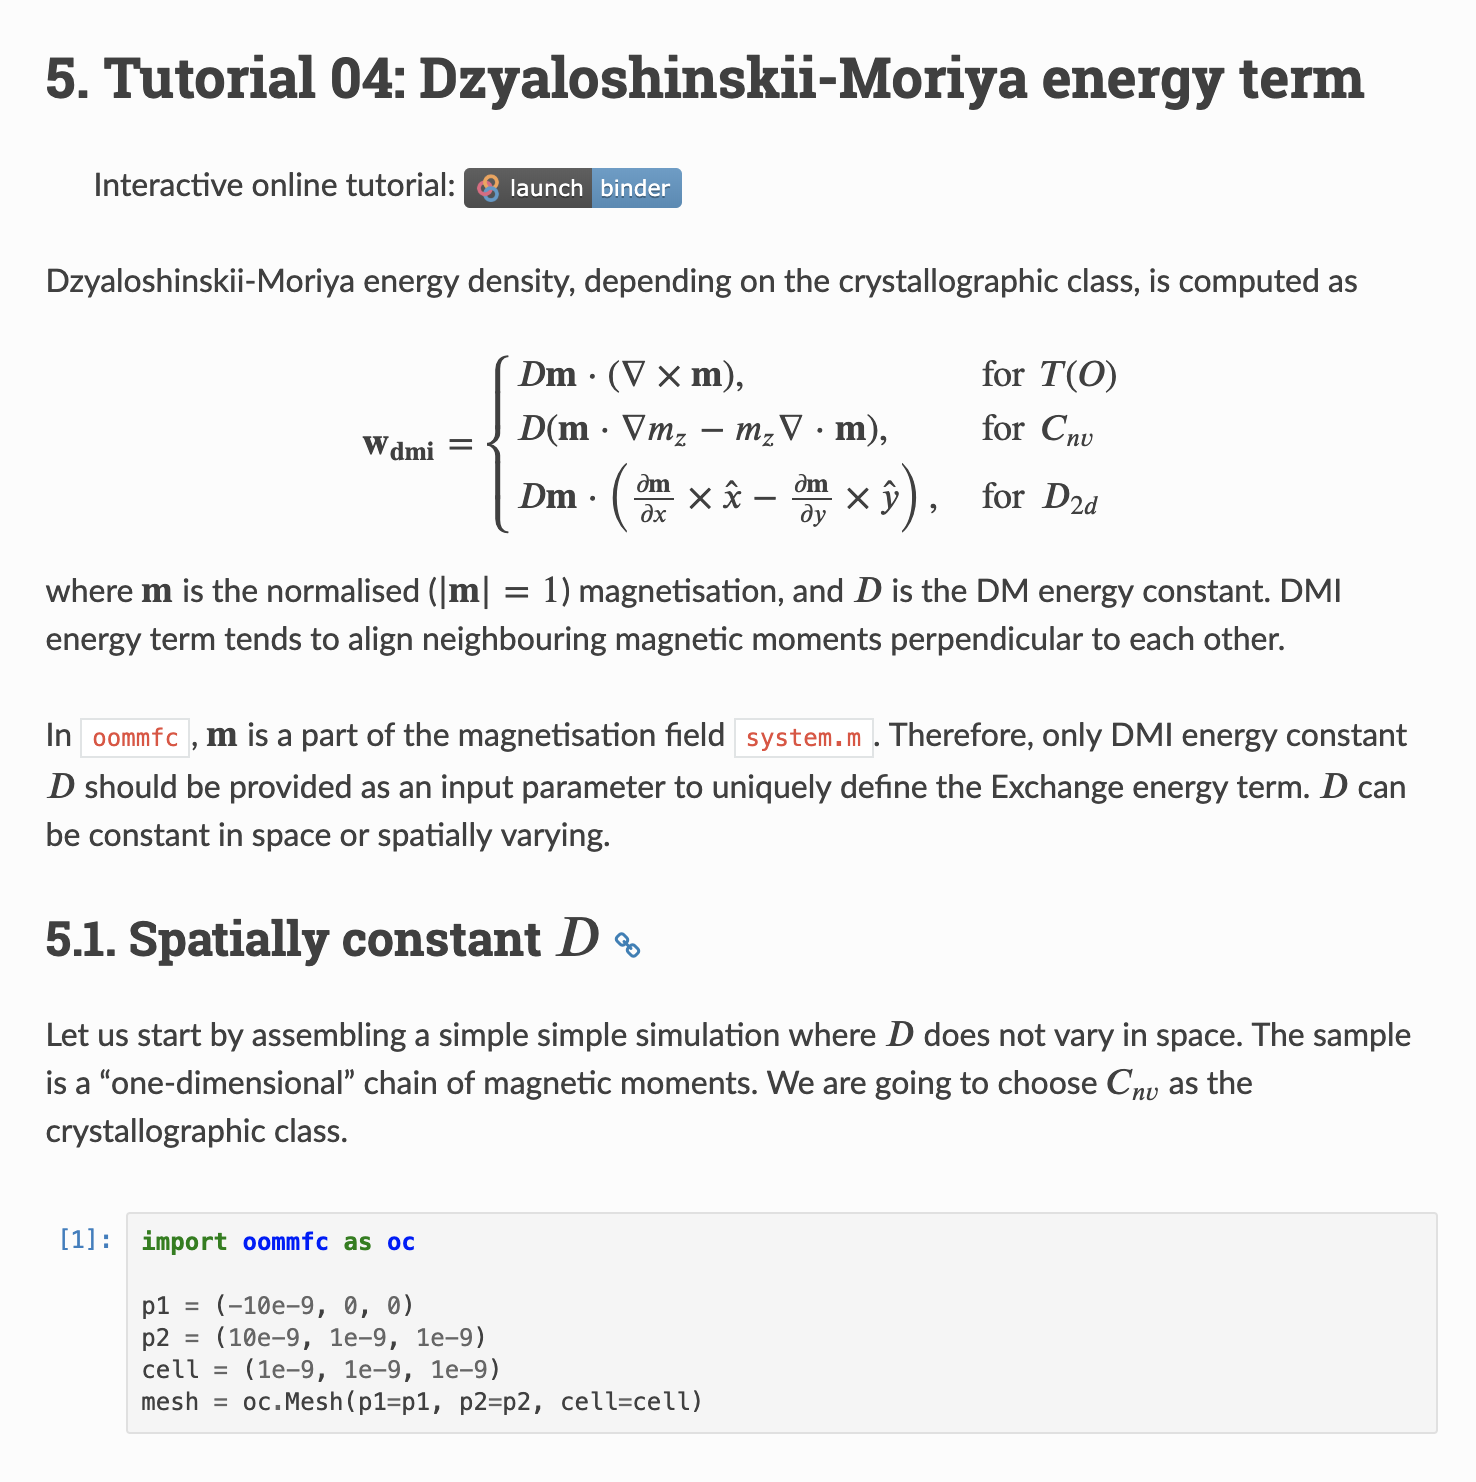 5. Tutorial 04: Dzyaloshinskii-Moriya energy term
Interactive online tutorial: launch binder
Dzyaloshinskii-Moriya energy density, depending on the crystallographic class, is computed as
$$\mathbf{w_{dmi}} = \begin{cases} D\mathbf{m} \cdot (\nabla \times \mathbf{m}), & \text{for } T(O) \\ D(\mathbf{m} \cdot \nabla m_z - m_z \nabla \cdot \mathbf{m}), & \text{for } C_{nv} \\ D\mathbf{m} \cdot \left( \frac{\partial \mathbf{m}}{\partial x} \times \hat{x} - \frac{\partial \mathbf{m}}{\partial y} \times \hat{y} \right), & \text{for } D_{2d} \end{cases}$$
where m is the normalised (|m| = 1) magnetisation, and D is the DM energy constant. DMI
energy term tends to align neighbouring magnetic moments perpendicular to each other.
In oommfc, m is a part of the magnetisation field system.m. Therefore, only DMI energy constant
D should be provided as an input parameter to uniquely define the Exchange energy term. D can
be constant in space or spatially varying.
5.1. Spatially constant D
Let us start by assembling a simple simple simulation where D does not vary in space. The sample
is a “one-dimensional” chain of magnetic moments. We are going to choose $C_{nv}$ as the
crystallographic class.
[1]: import oommfc as oc
p1 = (-10e-9, 0, 0)
p2 = (10e-9, 1e-9, 1e-9)
cell = (1e-9, 1e-9, 1e-9)
mesh = oc.Mesh(p1=p1, p2=p2, cell=cell)